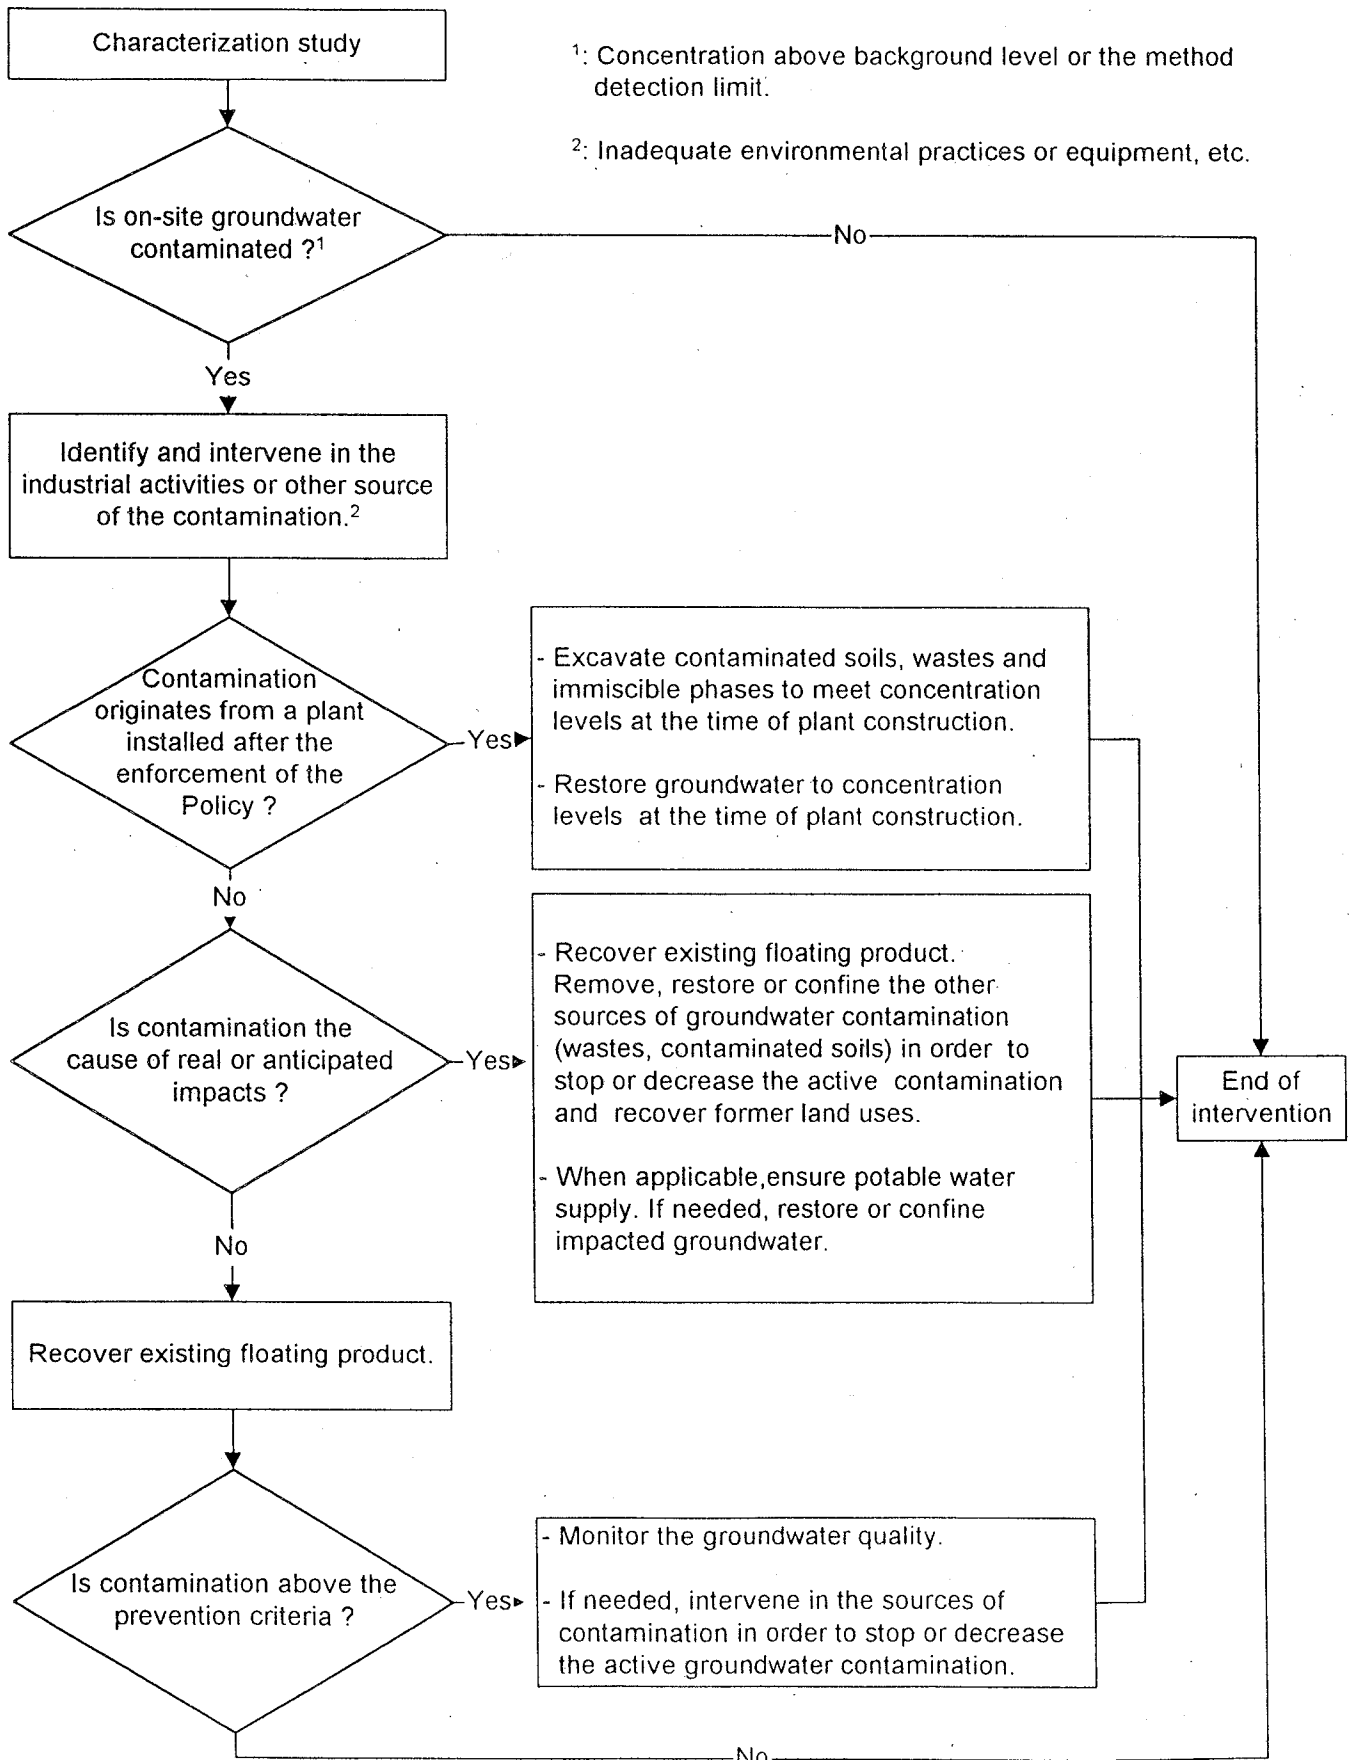 Characterization study
¹: Concentration above background level or the method
detection limit.
²: Inadequate environmental practices or equipment, etc.
Is on-site groundwater
contaminated ?¹
No
Yes
Identify and intervene in the
industrial activities or other source
of the contamination.²
Contamination
originates from a plant
installed after the
enforcement of the
Policy ?
Yes
- Excavate contaminated soils, wastes and
immiscible phases to meet concentration
levels at the time of plant construction.
- Restore groundwater to concentration
levels at the time of plant construction.
No
Is contamination the
cause of real or anticipated
impacts ?
Yes
- Recover existing floating product.
Remove, restore or confine the other
sources of groundwater contamination
(wastes, contaminated soils) in order to
stop or decrease the active contamination
and recover former land uses.
- When applicable,ensure potable water
supply. If needed, restore or confine
impacted groundwater.
End of
intervention
No
Recover existing floating product.
Is contamination above the
prevention criteria ?
Yes
- Monitor the groundwater quality.
- If needed, intervene in the sources of
contamination in order to stop or decrease
the active groundwater contamination.
No